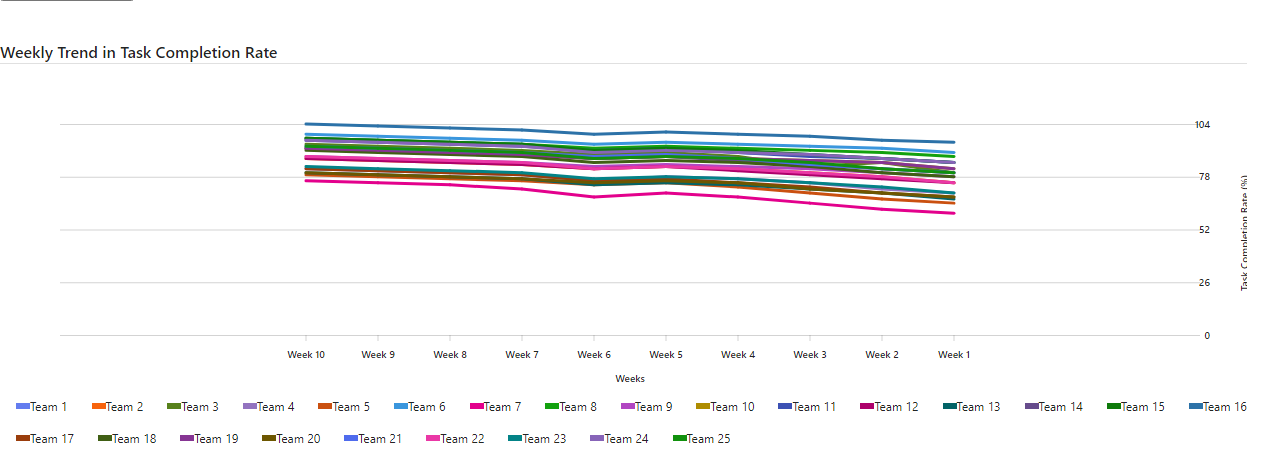 Weekly Trend in Task Completion Rate
104
78
52
26
0
Task Completion Rate (%)
Week 10 Week 9 Week 8 Week 7 Week 6 Week 5 Week 4 Week 3 Week 2 Week 1
Weeks
Team 1 Team 2 Team 3 Team 4 Team 5 Team 6 Team 7 Team 8 Team 9 Team 10 Team 11 Team 12 Team 13 Team 14 Team 15 Team 16
Team 17 Team 18 Team 19 Team 20 Team 21 Team 22 Team 23 Team 24 Team 25